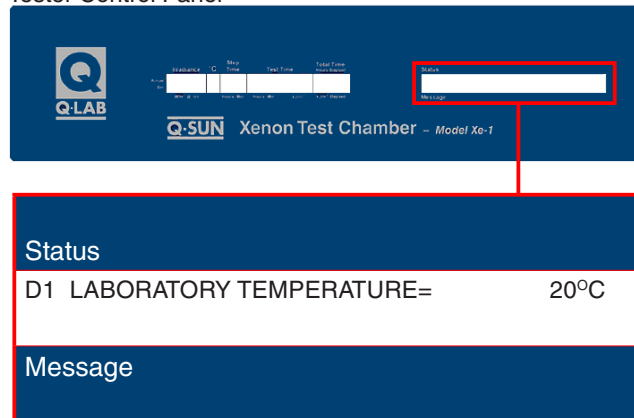 Tester Control Panel
Q
Q-LAB
Irradiance °C Step Time Test Time Total Time
Status
Message
Q-SUN Xenon Test Chamber - Model Xe-1
Status
D1 LABORATORY TEMPERATURE= 20°C
Message